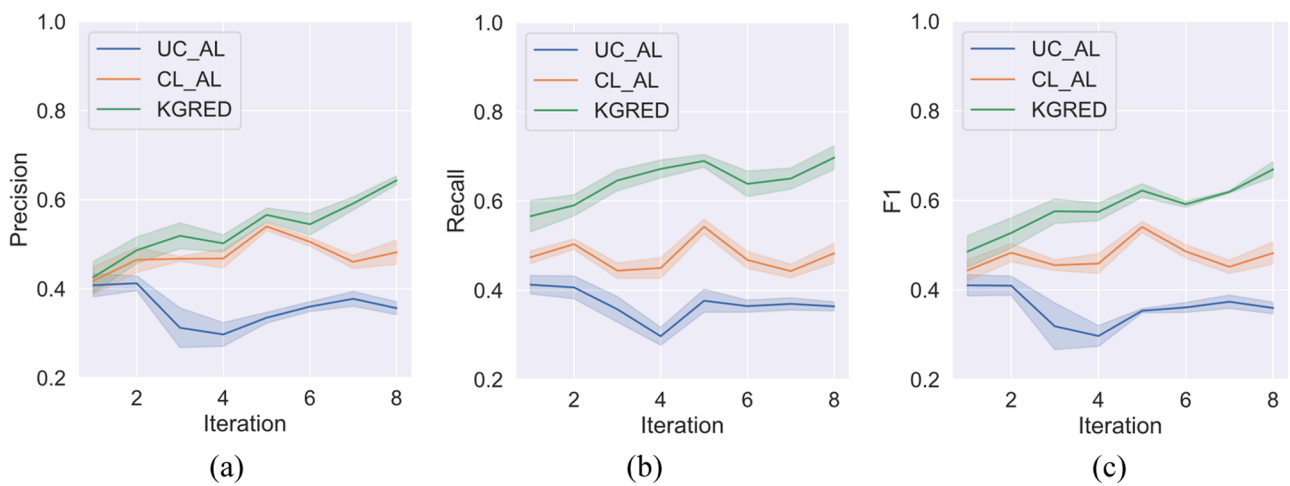 1.0
0.8
0.6
0.4
0.2
Precision
UC_AL
CL_AL
KGRED
2 4 6 8
Iteration
(a)
1.0
0.8
0.6
0.4
0.2
Recall
UC_AL
CL_AL
KGRED
2 4 6 8
Iteration
(b)
1.0
0.8
0.6
0.4
0.2
F1
UC_AL
CL_AL
KGRED
2 4 6 8
Iteration
(c)